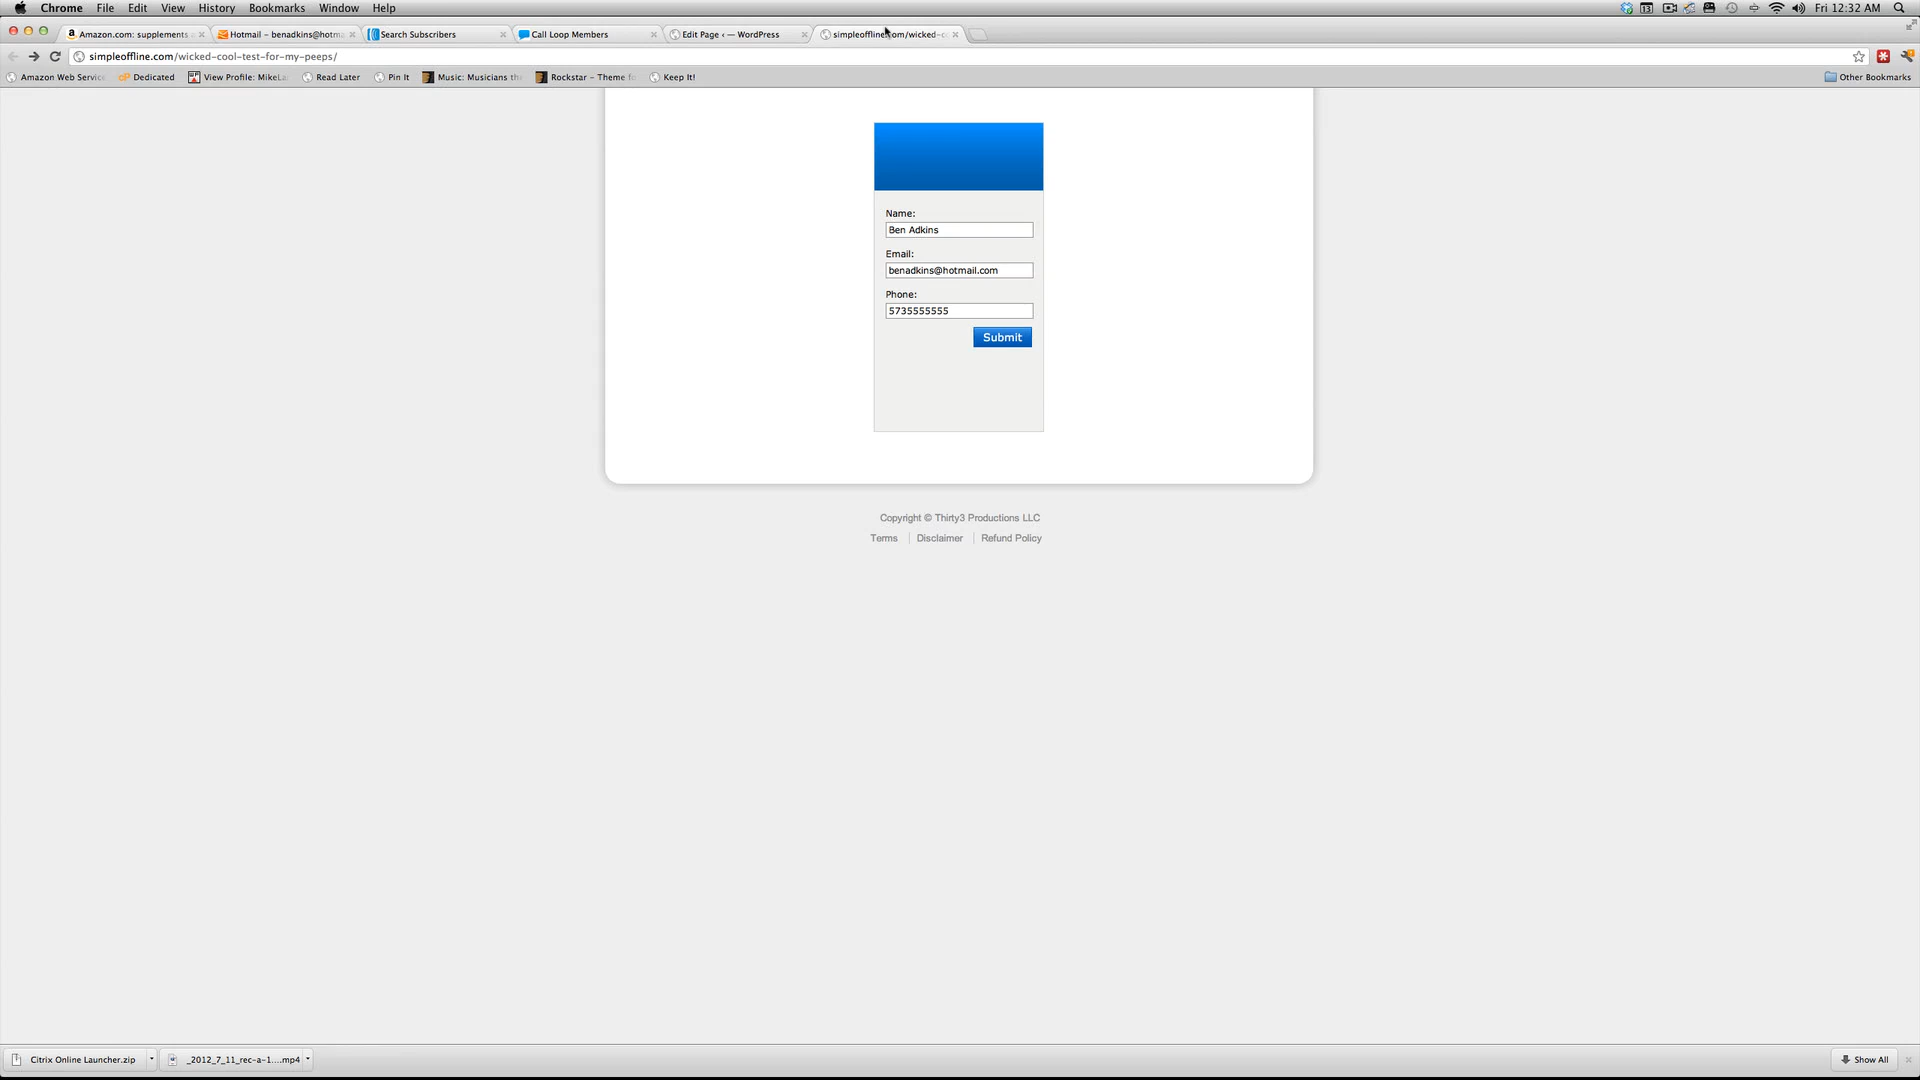 Chrome File Edit View History Bookmarks Window Help Fri 12:32 AM
Amazon.com: supplements Hotmail - benadkins@hotm Search Subscribers Call Loop Members Edit Page ‹ — WordPress simpleoffline.com/wicked-c
simpleoffline.com/wicked-cool-test-for-my-peeps/
Amazon Web Servic Dedicated View Profile: MikeLa Read Later Pin It Music: Musicians th Rockstar - Theme fo Keep It! Other Bookmarks
Name:
Ben Adkins
Email:
benadkins@hotmail.com
Phone:
5735555555
Submit
Copyright © Thirty3 Productions LLC
Terms Disclaimer Refund Policy
Citrix Online Launcher.zip _2012_7_11_rec-a-1....mp4 Show All